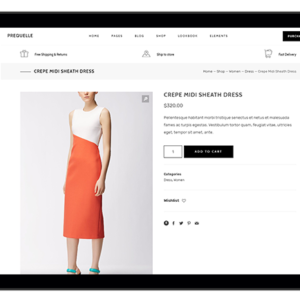 PREQUELLE
HOME PAGES BLOG SHOP LOOKBOOK ELEMENTS
Free Shipping & Returns
Ship to store
Fast Delivery
CREPE MIDI SHEATH DRESS
Home – Shop – Women – Dress – Crepe Midi Sheath Dress
CREPE MIDI SHEATH DRESS
$320.00
Pellentesque habitant morbi tristique senectus et netus et malesuada
fames ac turpis egestas. Vestibulum tortor quam, feugiat vitae, ultricies
eget, tempor sit amet, ante.
1
ADD TO CART
Categories
Dress, Women
Wishlist